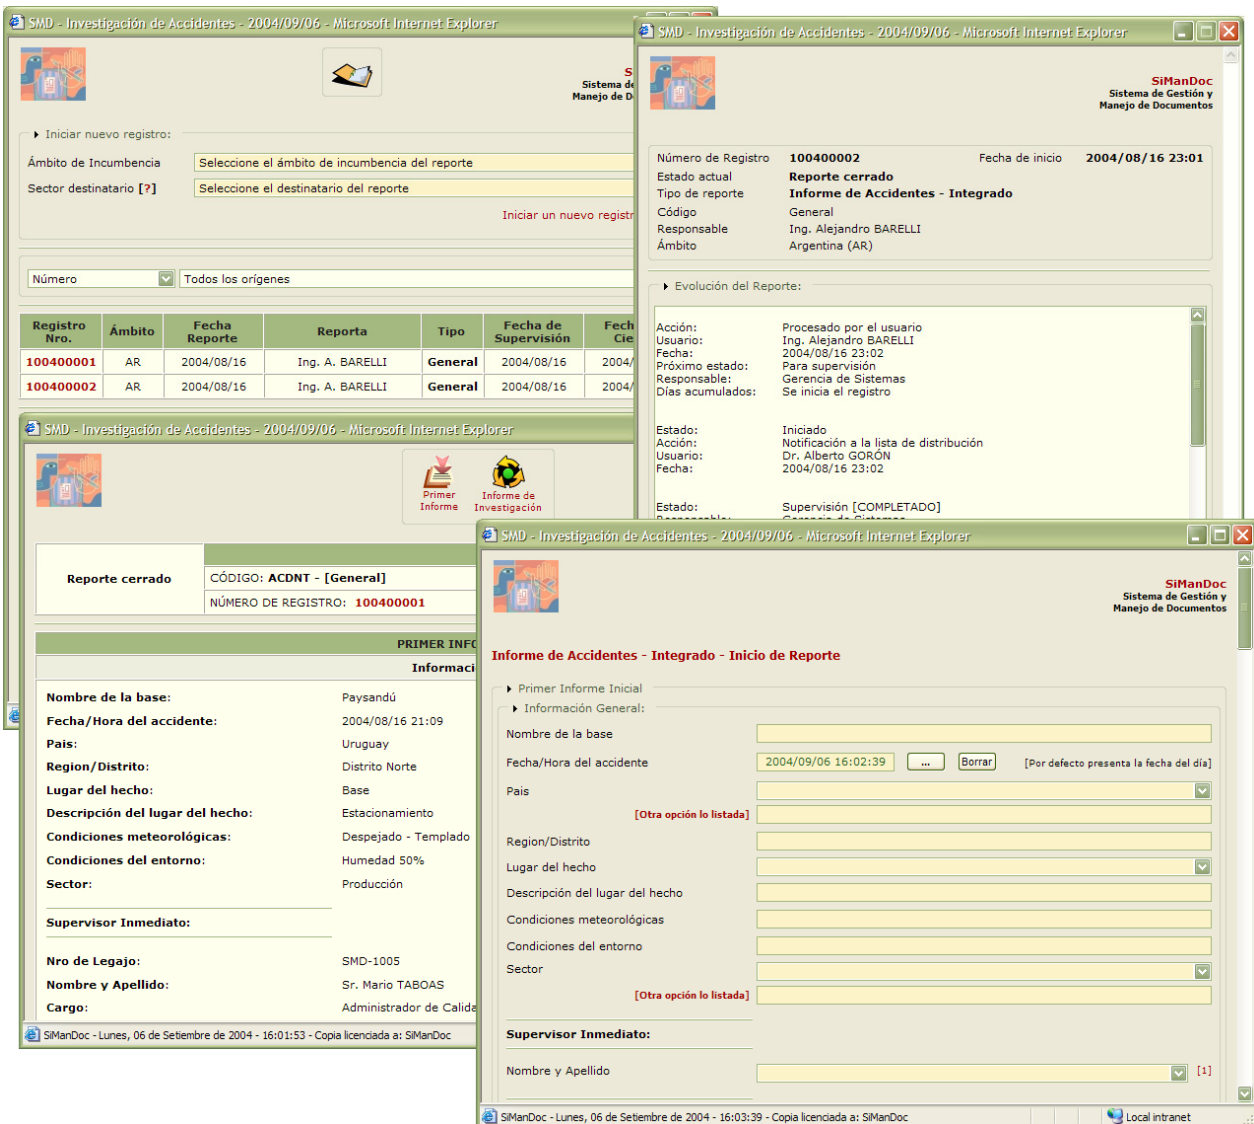 SMD - Investigación de Accidentes - 2004/09/06 - Microsoft Internet Explorer
Sistema de
Manejo de D
Iniciar nuevo registro:
Ámbito de Incumbencia Seleccione el ámbito de incumbencia del reporte
Sector destinatario [?] Seleccione el destinatario del reporte
Iniciar un nuevo registr
Número Todos los orígenes
Registro Nro. Ámbito Fecha Reporte Reporta Tipo Fecha de Supervisión Fech Cie
100400001 AR 2004/08/16 Ing. A. BARELLI General 2004/08/16 2004/
100400002 AR 2004/08/16 Ing. A. BARELLI General 2004/08/16 2004/
SMD - Investigación de Accidentes - 2004/09/06 - Microsoft Internet Explorer
SiManDoc
Sistema de Gestión y
Manejo de Documentos
Número de Registro 100400002 Fecha de inicio 2004/08/16 23:01
Estado actual Reporte cerrado
Tipo de reporte Informe de Accidentes - Integrado
Código General
Responsable Ing. Alejandro BARELLI
Ámbito Argentina (AR)
Evolución del Reporte:
Acción: Procesado por el usuario
Usuario: Ing. Alejandro BARELLI
Fecha: 2004/08/16 23:02
Próximo estado: Para supervisión
Responsable: Gerencia de Sistemas
Días acumulados: Se inicia el registro
Estado: Iniciado
Acción: Notificación a la lista de distribución
Usuario: Dr. Alberto GORÓN
Fecha: 2004/08/16 23:02
Estado: Supervisión [COMPLETADO]
SMD - Investigación de Accidentes - 2004/09/06 - Microsoft Internet Explorer
Primer Informe
Informe de Investigación
Reporte cerrado
CÓDIGO: ACDNT - [General]
NÚMERO DE REGISTRO: 100400001
PRIMER INFO
Informaci
Nombre de la base: Paysandú
Fecha/Hora del accidente: 2004/08/16 21:09
Pais: Uruguay
Region/Distrito: Distrito Norte
Lugar del hecho: Base
Descripción del lugar del hecho: Estacionamiento
Condiciones meteorológicas: Despejado - Templado
Condiciones del entorno: Humedad 50%
Sector: Producción
Supervisor Inmediato:
Nro de Legajo: SMD-1005
Nombre y Apellido: Sr. Mario TABOAS
Cargo: Administrador de Calida
SiManDoc - Lunes, 06 de Setiembre de 2004 - 16:01:53 - Copia licenciada a: SiManDoc
SMD - Investigación de Accidentes - 2004/09/06 - Microsoft Internet Explorer
SiManDoc
Sistema de Gestión y
Manejo de Documentos
Informe de Accidentes - Integrado - Inicio de Reporte
Primer Informe Inicial
Información General:
Nombre de la base
Fecha/Hora del accidente 2004/09/06 16:02:39 ... Borrar [Por defecto presenta la fecha del día]
Pais
[Otra opción lo listada]
Region/Distrito
Lugar del hecho
Descripción del lugar del hecho
Condiciones meteorológicas
Condiciones del entorno
Sector
[Otra opción lo listada]
Supervisor Inmediato:
Nombre y Apellido [1]
SiManDoc - Lunes, 06 de Setiembre de 2004 - 16:03:39 - Copia licenciada a: SiManDoc Local intranet